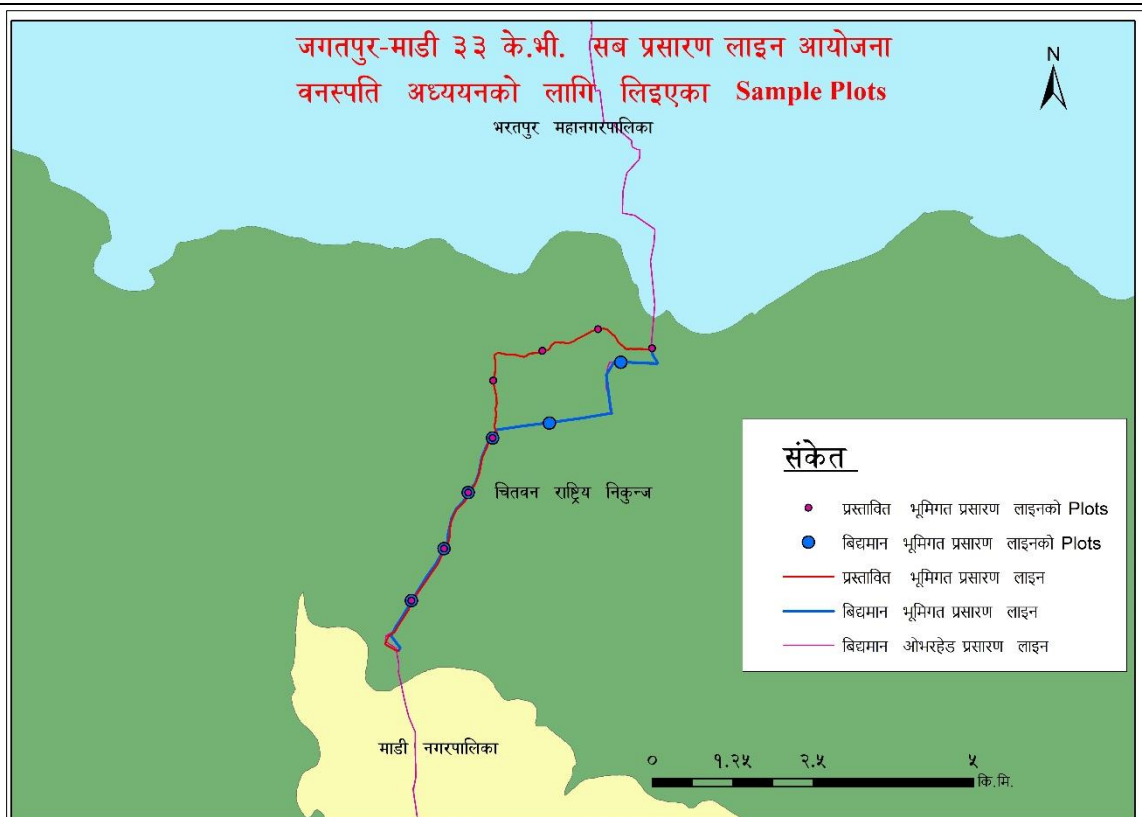 जगतपुर-माडी ३३ के.भी. सब प्रसारण लाइन आयोजना
वनस्पति अध्ययनको लागि लिइएका Sample Plots
N
भरतपुर महानगरपालिका
चितवन राष्ट्रिय निकुन्ज
संकेत
प्रस्तावित भूमिगत प्रसारण लाइनको Plots
बिद्यमान भूमिगत प्रसारण लाइनको Plots
प्रस्तावित भूमिगत प्रसारण लाइन
बिद्यमान भूमिगत प्रसारण लाइन
बिद्यमान ओभरहेड प्रसारण लाइन
माडी नगरपालिका
० १.२५ २.५ ५
कि.मि.